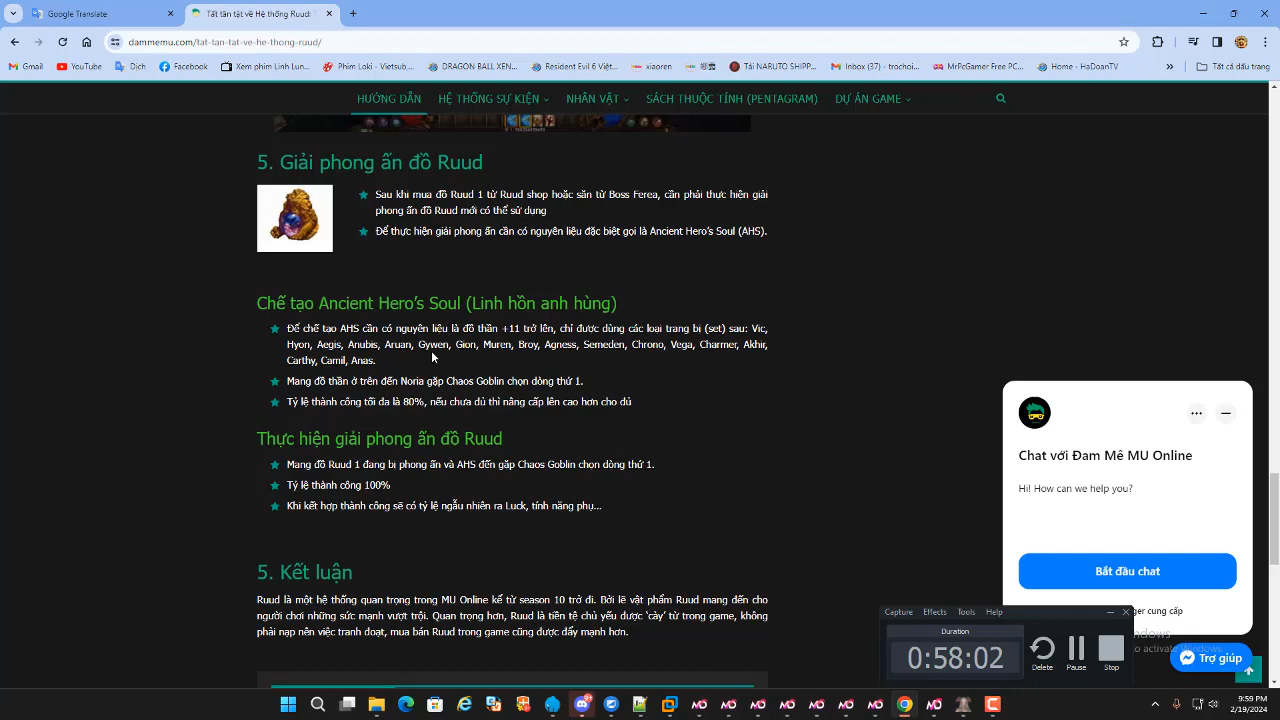 Google Translate
Tất tần tật về hệ thống Ruud:
dammemu.com/tat-tan-tat-ve-he-thong-ruud/
Gmail YouTube Dịch Facebook Xem phim Linh Lun... Phim Loki - Vietsub,... DRAGON BALL XEN... Resident Evil 6 Việt... xiaoren Tải NARUTO SHIPP... Inbox (37) - trochoi... MrPcGamer Free PC... Home - HaDoanTV » Tất cả dấu trang
HƯỚNG DẪN HỆ THỐNG SỰ KIỆN NHÂN VẬT SÁCH THUỘC TÍNH (PENTAGRAM) DỰ ÁN GAME
5. Giải phong ấn đồ Ruud
Sau khi mua đồ Ruud 1 từ Ruud shop hoặc săn từ Boss Ferea, cần phải thực hiện giải
phong ấn đồ Ruud mới có thể sử dụng
Để thực hiện giải phong ấn cần có nguyên liệu đặc biệt gọi là Ancient Hero’s Soul (AHS).
Chế tạo Ancient Hero’s Soul (Linh hồn anh hùng)
Để chế tạo AHS cần có nguyên liệu là đồ thần +11 trở lên, chỉ được dùng các loại trang bị (set) sau: Vic,
Hyon, Aegis, Anubis, Aruan, Gywen, Gion, Muren, Broy, Agness, Semeden, Chrono, Vega, Charmer, Akhir,
Carthy, Camil, Anas.
Mang đồ thần ở trên đến Noria gặp Chaos Goblin chọn dòng thứ 1.
Tỷ lệ thành công tối đa là 80%, nếu chưa đủ thì nâng cấp lên cao hơn cho đủ
Thực hiện giải phong ấn đồ Ruud
Mang đồ Ruud 1 đang bị phong ấn và AHS đến gặp Chaos Goblin chọn dòng thứ 1.
Tỷ lệ thành công 100%
Khi kết hợp thành công sẽ có tỷ lệ ngẫu nhiên ra Luck, tính năng phụ...
5. Kết luận
Ruud là một hệ thống quan trọng trong MU Online kể từ season 10 trở đi. Bởi lẽ vật phẩm Ruud mang đến cho
người chơi những sức mạnh vượt trội. Quan trọng hơn, Ruud là tiền tệ chủ yếu được ‘cày’ từ trong game, không
phải nạp nên việc tranh đoạt, mua bán Ruud trong game cũng được đẩy mạnh hơn.
Chat với Đam Mê MU Online
Hi! How can we help you?
Bắt đầu chat
ger cung cấp
ndows
to activate Windows.
Trợ giúp
Capture Effects Tools Help
Duration
0:58:02
Delete Pause Stop
9:59 PM
2/19/2024